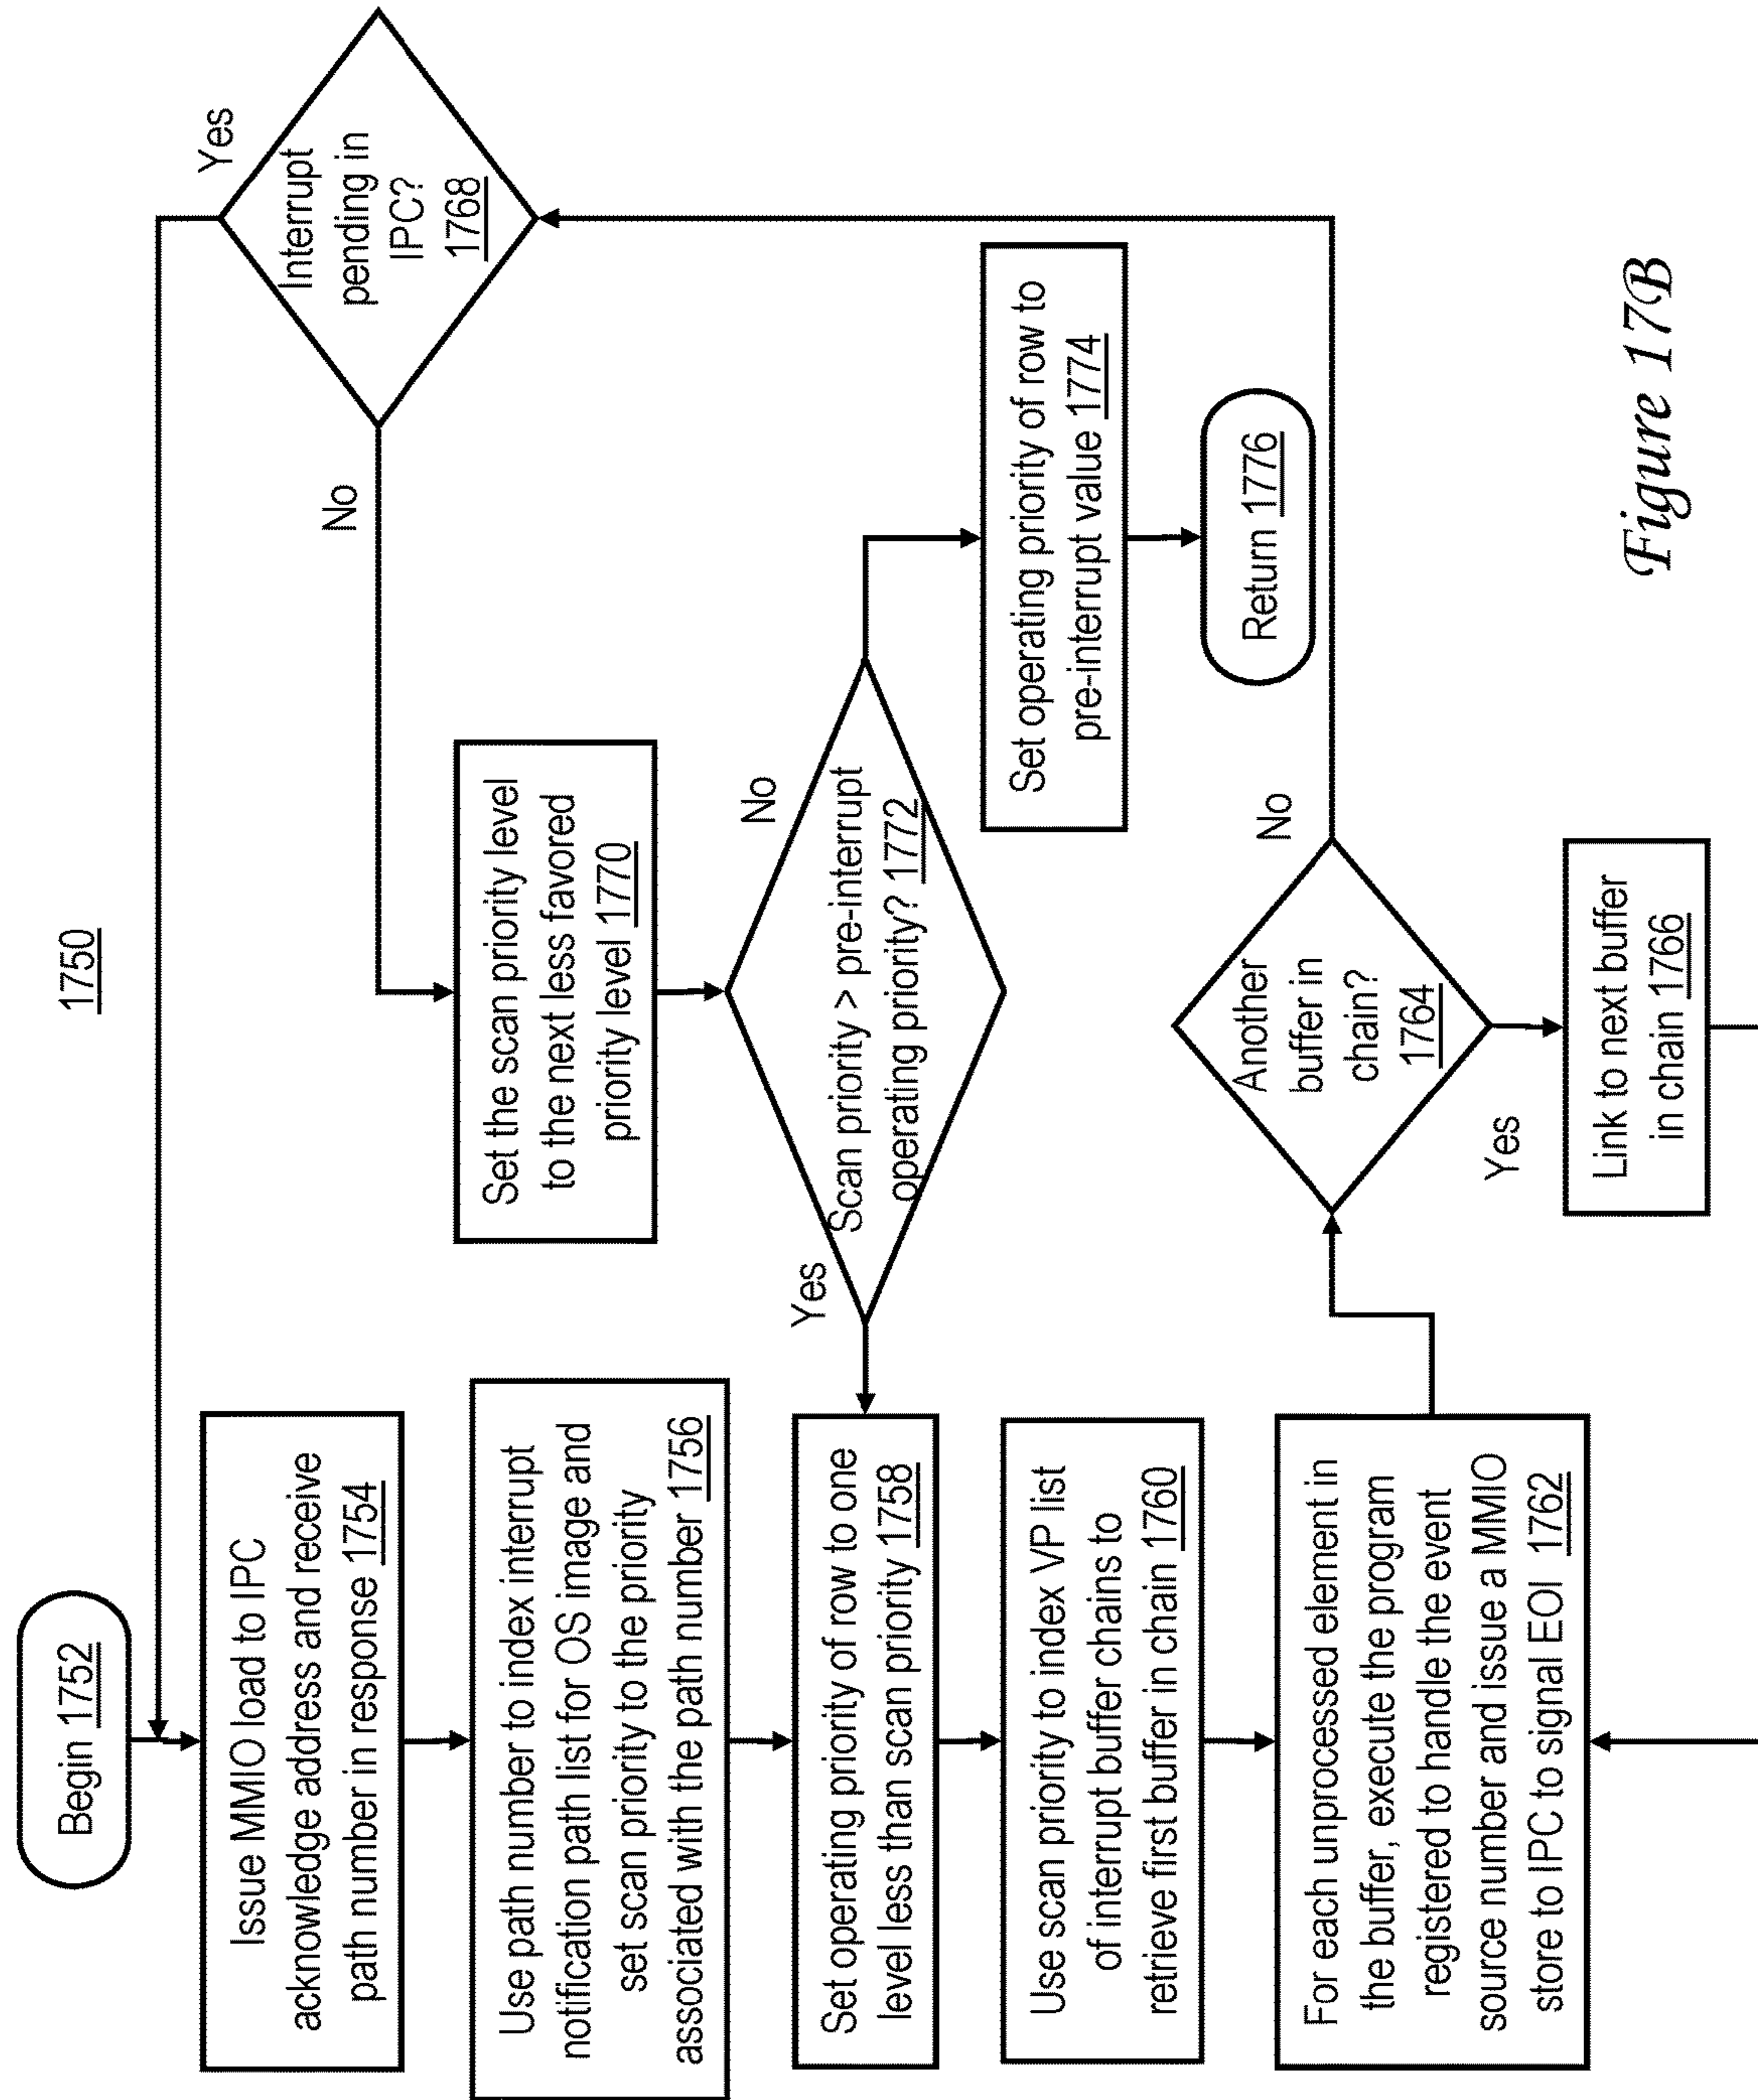 1750
Begin 1752
Issue MMIO load to IPC
acknowledge address and receive
path number in response 1754
Use path number to index interrupt
notification path list for OS image and
set scan priority to the priority
associated with the path number 1756
Set operating priority of row to one
level less than scan priority 1758
Use scan priority to index VP list
of interrupt buffer chains to
retrieve first buffer in chain 1760
For each unprocessed element in
the buffer, execute the program
registered to handle the event
source number and issue a MMIO
store to IPC to signal EOI 1762
Another
buffer in
chain?
1764
Yes
No
Link to next buffer
in chain 1766
Interrupt
pending in
IPC?
1768
Yes
No
Set the scan priority level
to the next less favored
priority level 1770
Scan priority > pre-interrupt
operating priority? 1772
Yes
No
Set operating priority of row to
pre-interrupt value 1774
Return 1776
Figure 17B